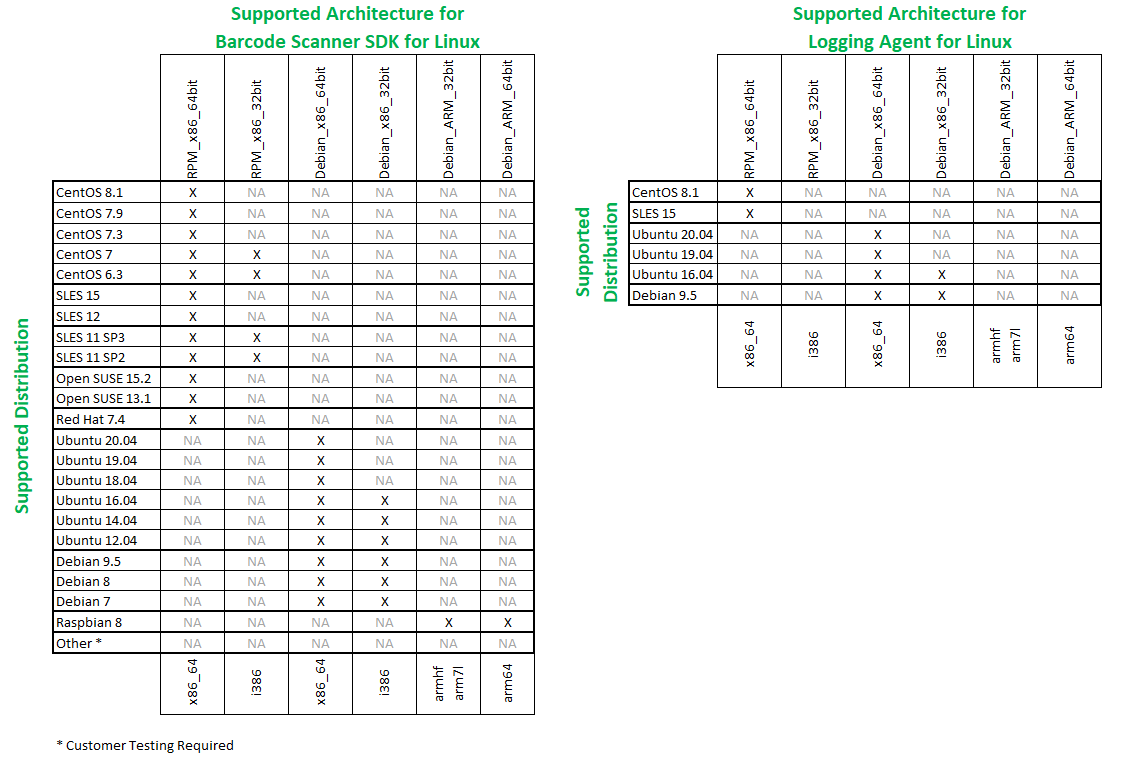 Supported Architecture for
Barcode Scanner SDK for Linux
RPM_x86_64bit RPM_x86_32bit Debian_x86_64bit Debian_x86_32bit Debian_ARM_32bit Debian_ARM_64bit
Supported Distribution
CentOS 8.1 X NA NA NA NA NA
CentOS 7.9 X NA NA NA NA NA
CentOS 7.3 X NA NA NA NA NA
CentOS 7 X X NA NA NA NA
CentOS 6.3 X X NA NA NA NA
SLES 15 X NA NA NA NA NA
SLES 12 X NA NA NA NA NA
SLES 11 SP3 X X NA NA NA NA
SLES 11 SP2 X X NA NA NA NA
Open SUSE 15.2 X NA NA NA NA NA
Open SUSE 13.1 X NA NA NA NA NA
Red Hat 7.4 X NA NA NA NA NA
Ubuntu 20.04 NA NA X NA NA NA
Ubuntu 19.04 NA NA X NA NA NA
Ubuntu 18.04 NA NA X NA NA NA
Ubuntu 16.04 NA NA X X NA NA
Ubuntu 14.04 NA NA X X NA NA
Ubuntu 12.04 NA NA X X NA NA
Debian 9.5 NA NA X X NA NA
Debian 8 NA NA X X NA NA
Debian 7 NA NA X X NA NA
Raspbian 8 NA NA NA NA X X
Other * NA NA NA NA NA NA
x86_64 i386 x86_64 i386 armhf arm7l arm64
* Customer Testing Required
Supported Architecture for
Logging Agent for Linux
RPM_x86_64bit RPM_x86_32bit Debian_x86_64bit Debian_x86_32bit Debian_ARM_32bit Debian_ARM_64bit
Supported
Distribution
CentOS 8.1 X NA NA NA NA NA
SLES 15 X NA NA NA NA NA
Ubuntu 20.04 NA NA X NA NA NA
Ubuntu 19.04 NA NA X NA NA NA
Ubuntu 16.04 NA NA X X NA NA
Debian 9.5 NA NA X X NA NA
x86_64 i386 x86_64 i386 armhf arm7l arm64